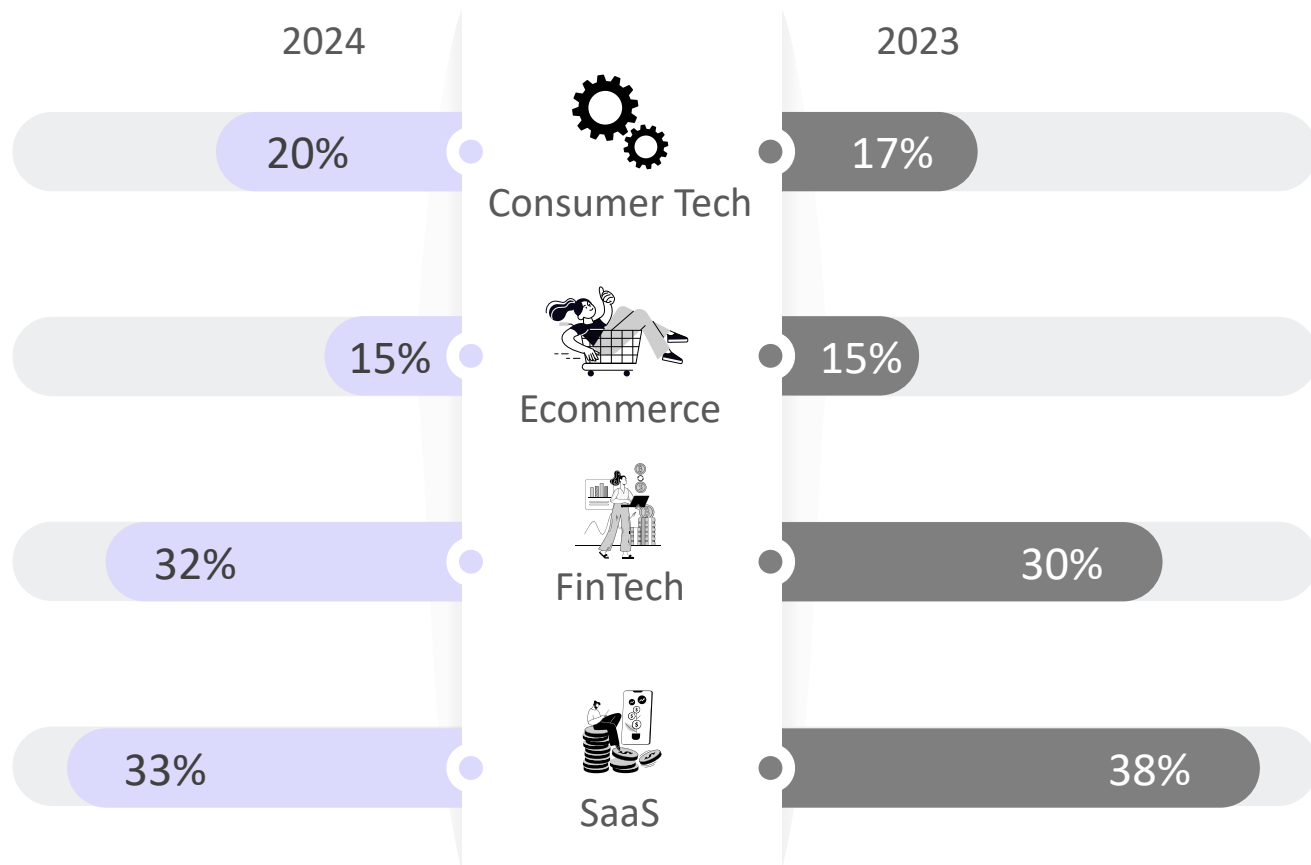 2024
2023
20%
17%
Consumer Tech
15%
15%
Ecommerce
32%
30%
FinTech
33%
38%
SaaS